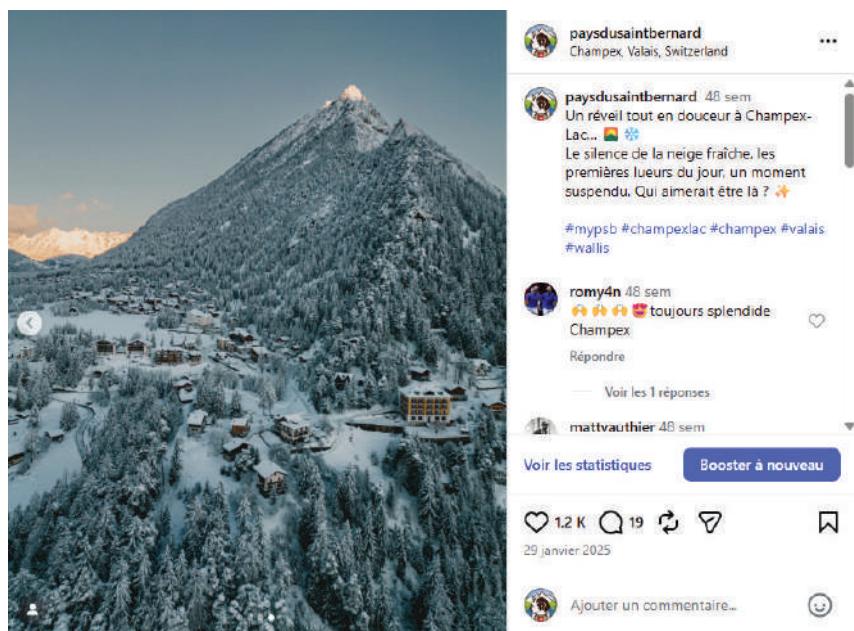 paysdusaintbernard
Champex, Valais, Switzerland
paysdusaintbernard 48 sem
Un réveil tout en douceur à Champex-
Lac... 🌄 ❄️
Le silence de la neige fraîche, les
premières lueurs du jour, un moment
suspendu. Qui aimerait être là ? ✨
#mypsb #champexlac #champex #valais
#wallis
romy4n 48 sem
🙌 🙌 🙌 😍 toujours splendide
Champex
Répondre
Voir les 1 réponses
mattvauthier 48 sem
Voir les statistiques
Booster à nouveau
1.2 K 19
29 janvier 2025
Ajouter un commentaire...